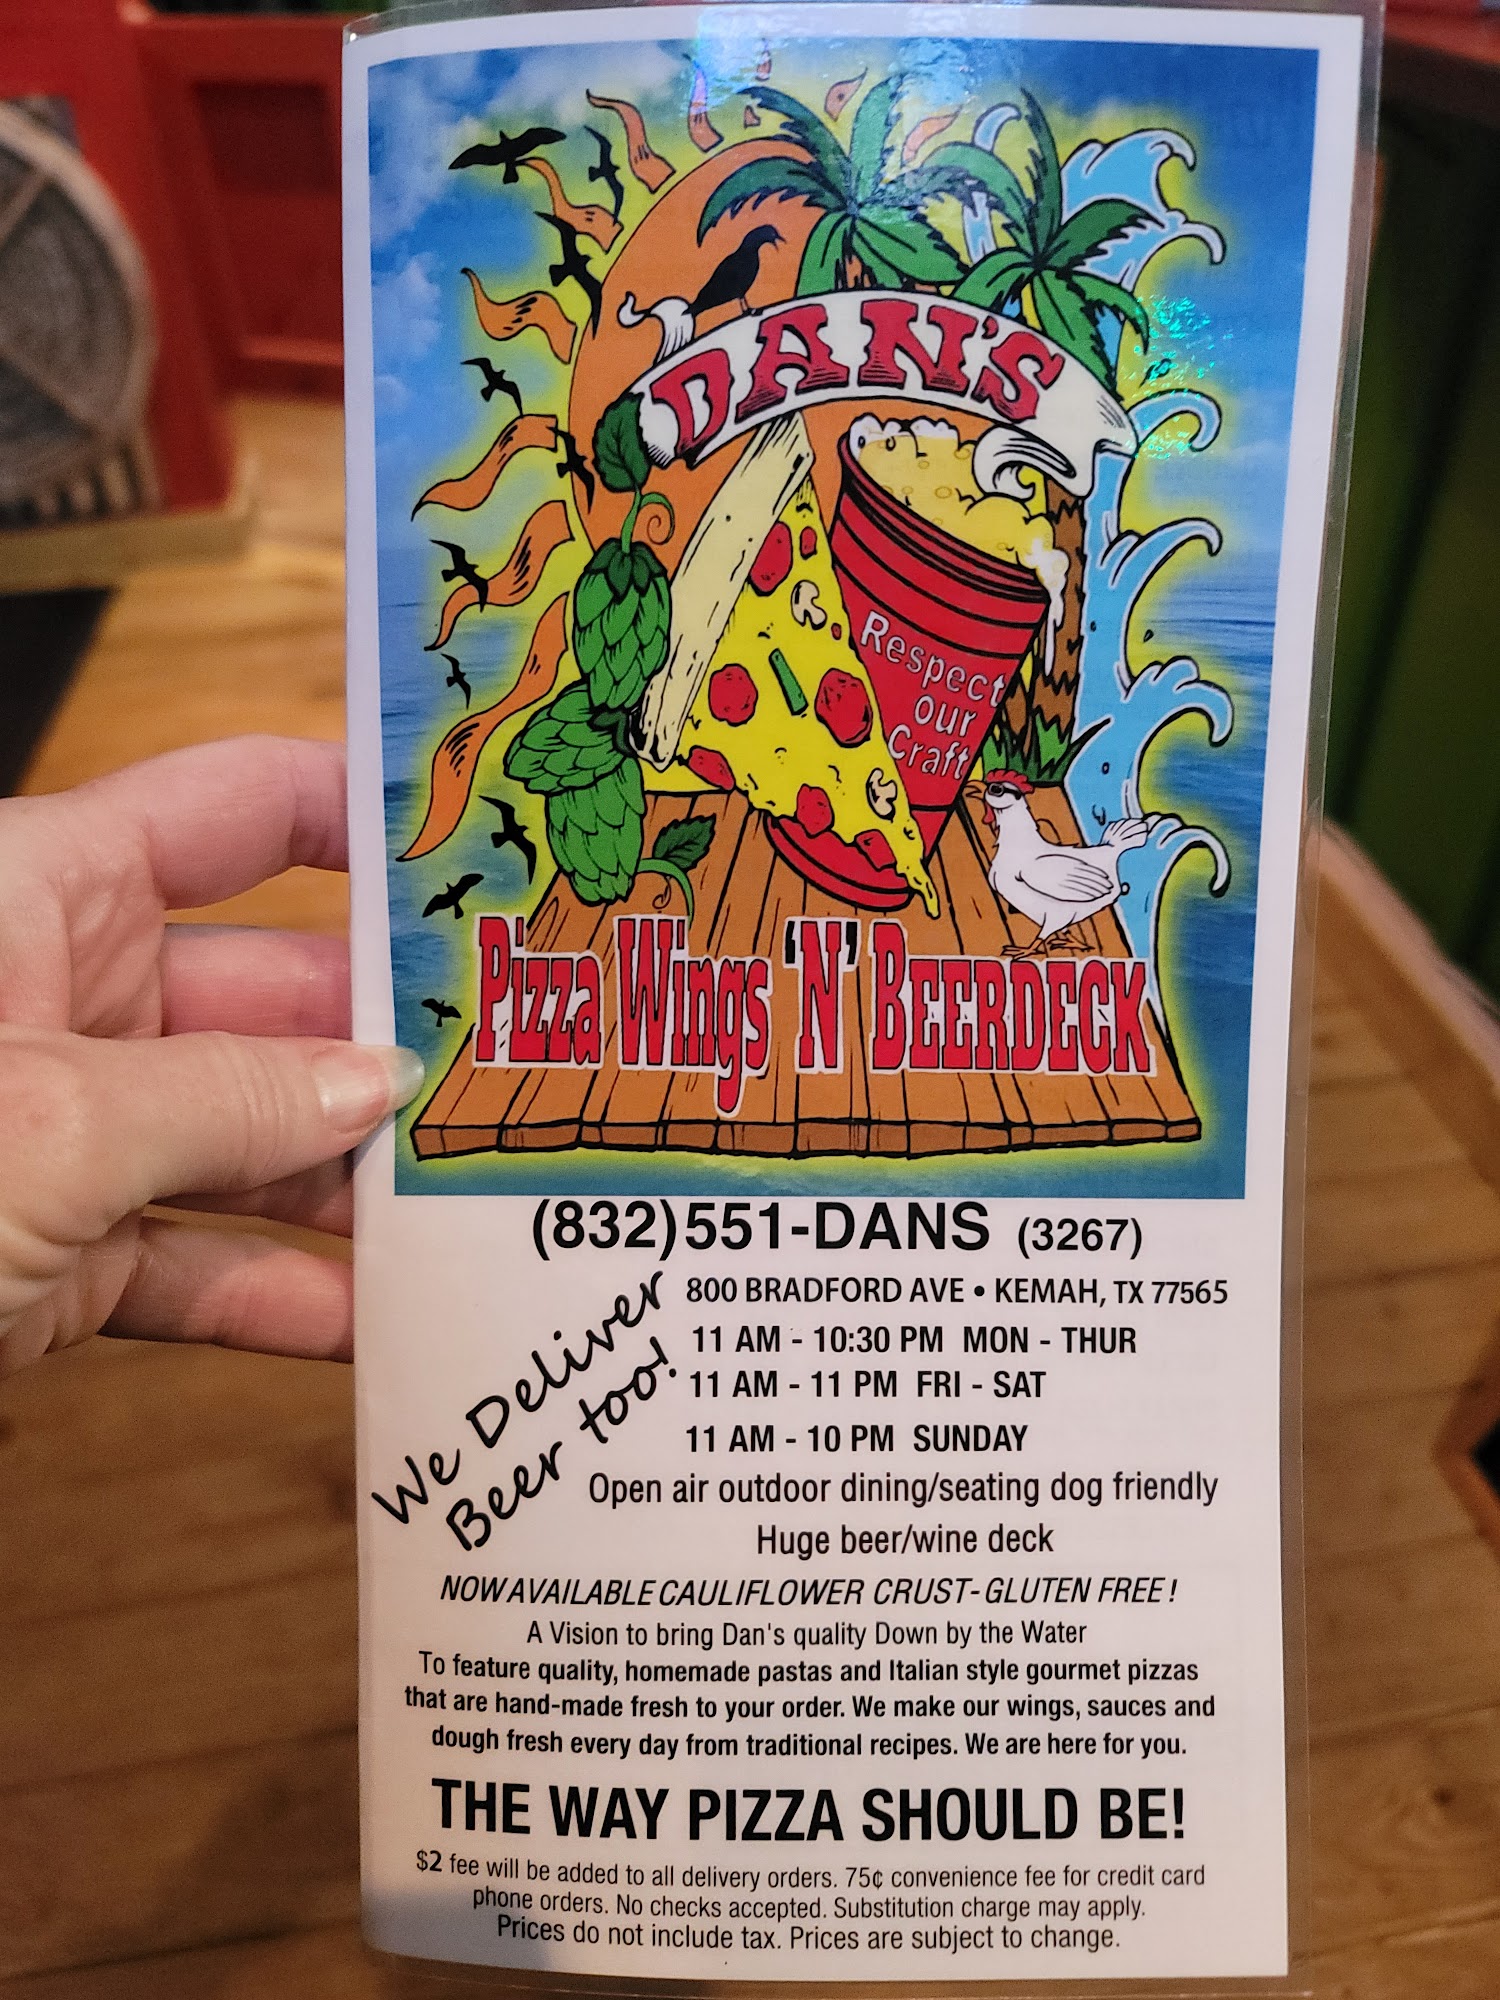 DAN'S
Respect
our
Craft
Pizza Wings 'N' BEERDECK
(832)551-DANS (3267)
We Deliver
Beer too!
800 BRADFORD AVE • KEMAH, TX 77565
11 AM - 10:30 PM MON - THUR
11 AM - 11 PM FRI - SAT
11 AM - 10 PM SUNDAY
Open air outdoor dining/seating dog friendly
Huge beer/wine deck
NOW AVAILABLE CAULIFLOWER CRUST- GLUTEN FREE!
A Vision to bring Dan's quality Down by the Water
To feature quality, homemade pastas and Italian style gourmet pizzas
that are hand-made fresh to your order. We make our wings, sauces and
dough fresh every day from traditional recipes. We are here for you.
THE WAY PIZZA SHOULD BE!
$2 fee will be added to all delivery orders. 75¢ convenience fee for credit card
phone orders. No checks accepted. Substitution charge may apply.
Prices do not include tax. Prices are subject to change.